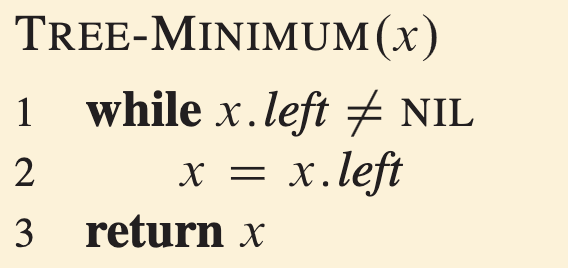 TREE-MINIMUM(x)
1 while x.left ≠ NIL
2 x = x.left
3 return x